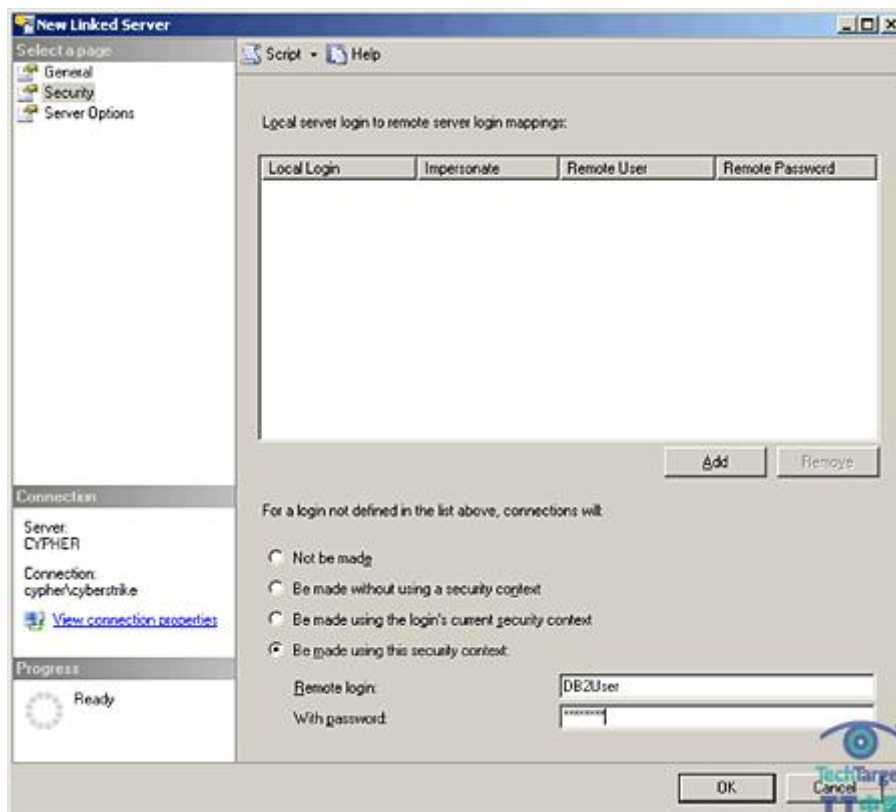 New Linked Server
Select a page
General
Security
Server Options
Script
Help
Local server login to remote server login mappings:
Local Login
Impersonate
Remote User
Remote Password
Add
Remove
Connection
Server:
CYPHER
Connection:
cypher\cyberstrike
View connection properties
Progress
Ready
For a login not defined in the list above, connections will:
Not be made
Be made without using a security context
Be made using the login's current security context
Be made using this security context:
Remote login:
DB2User
With password:
********
OK
Cancel
TechTarget